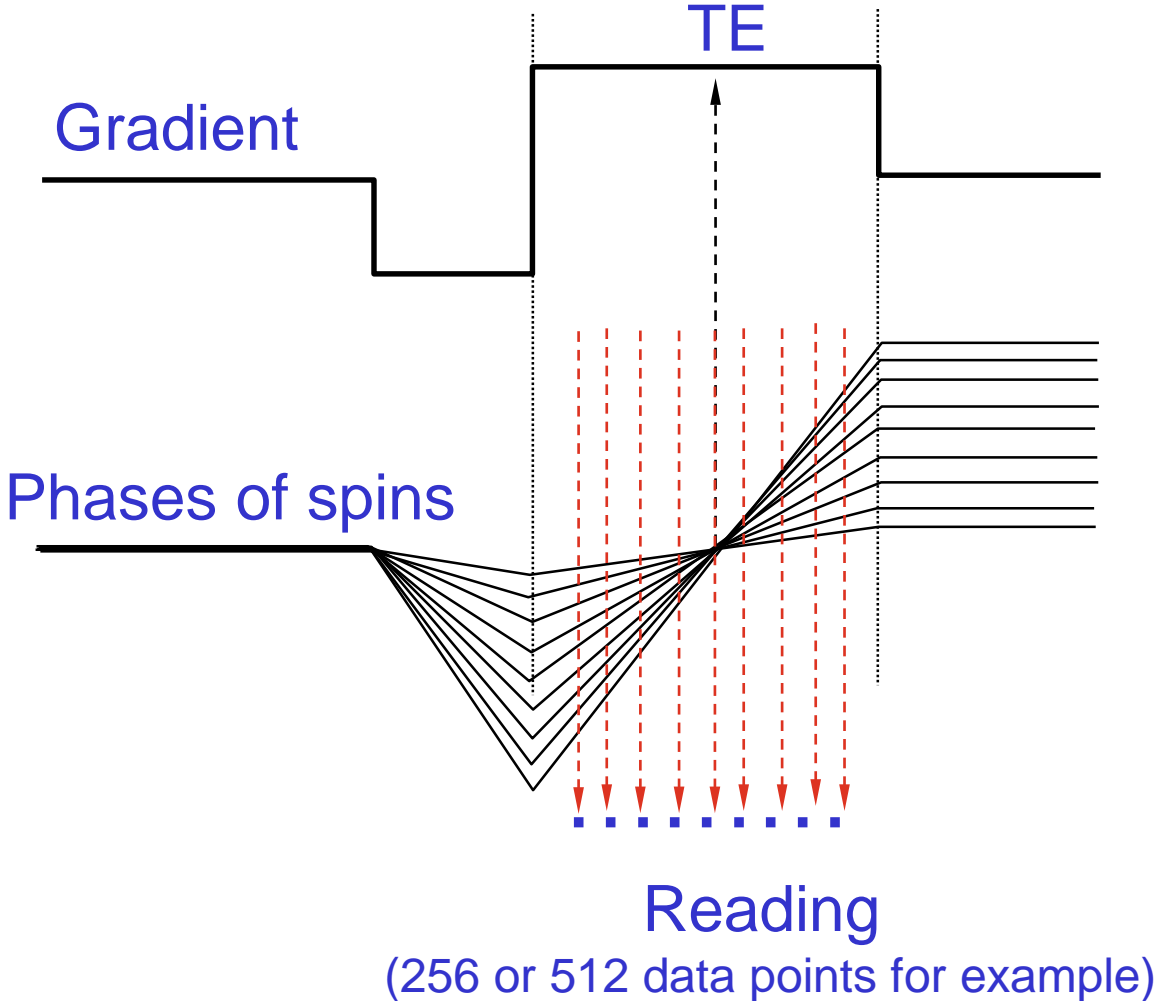 TE
Gradient
Phases of spins
Reading
(256 or 512 data points for example)